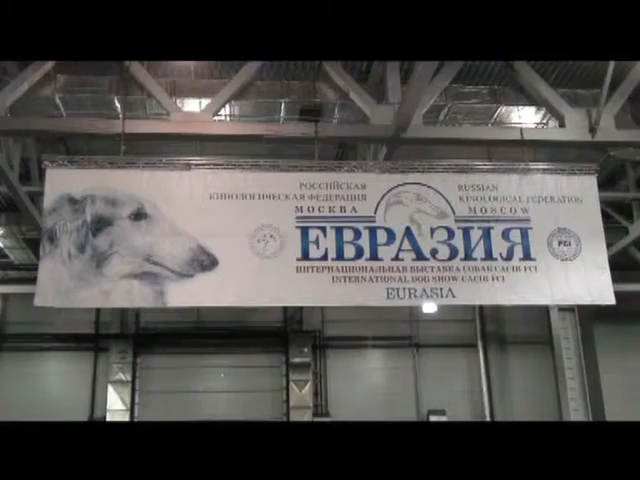 РОССИЙСКАЯ
КИНОЛОГИЧЕСКАЯ ФЕДЕРАЦИЯ
МОСКВА
RUSSIAN
KINOLOGICAL FEDERATION
MOSCOW
ЕВРАЗИЯ
FCI
ИНТЕРНАЦИОНАЛЬНАЯ ВЫСТАВКА СОБАК CACIB FCI
INTERNATIONAL DOG SHOW CACIB FCI
EURASIA